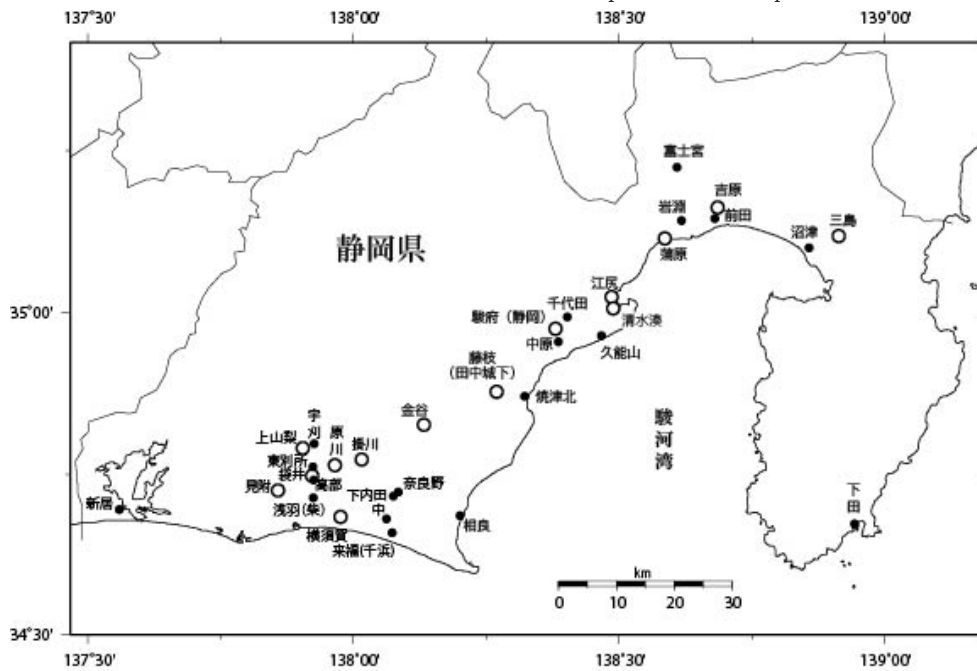 137°30'
138°00'
138°30'
139°00'
富士宮
吉原
岩淵
前田
三島
沼津
蒲原
静岡県
江尻
千代田
35°00'
駿府（静岡）
清水湊
中原
久能山
藤枝
（田中城下）
焼津北
金谷
駿河湾
宇刈
原川
掛川
上山梨
東別所
袋井
高部
見附
奈良野
下内田
新居
浅羽（柴）
中
相良
下田
横須賀
来福(千浜)
km
0
10
20
30
34°30'
137°30'
138°00'
138°30'
139°00'